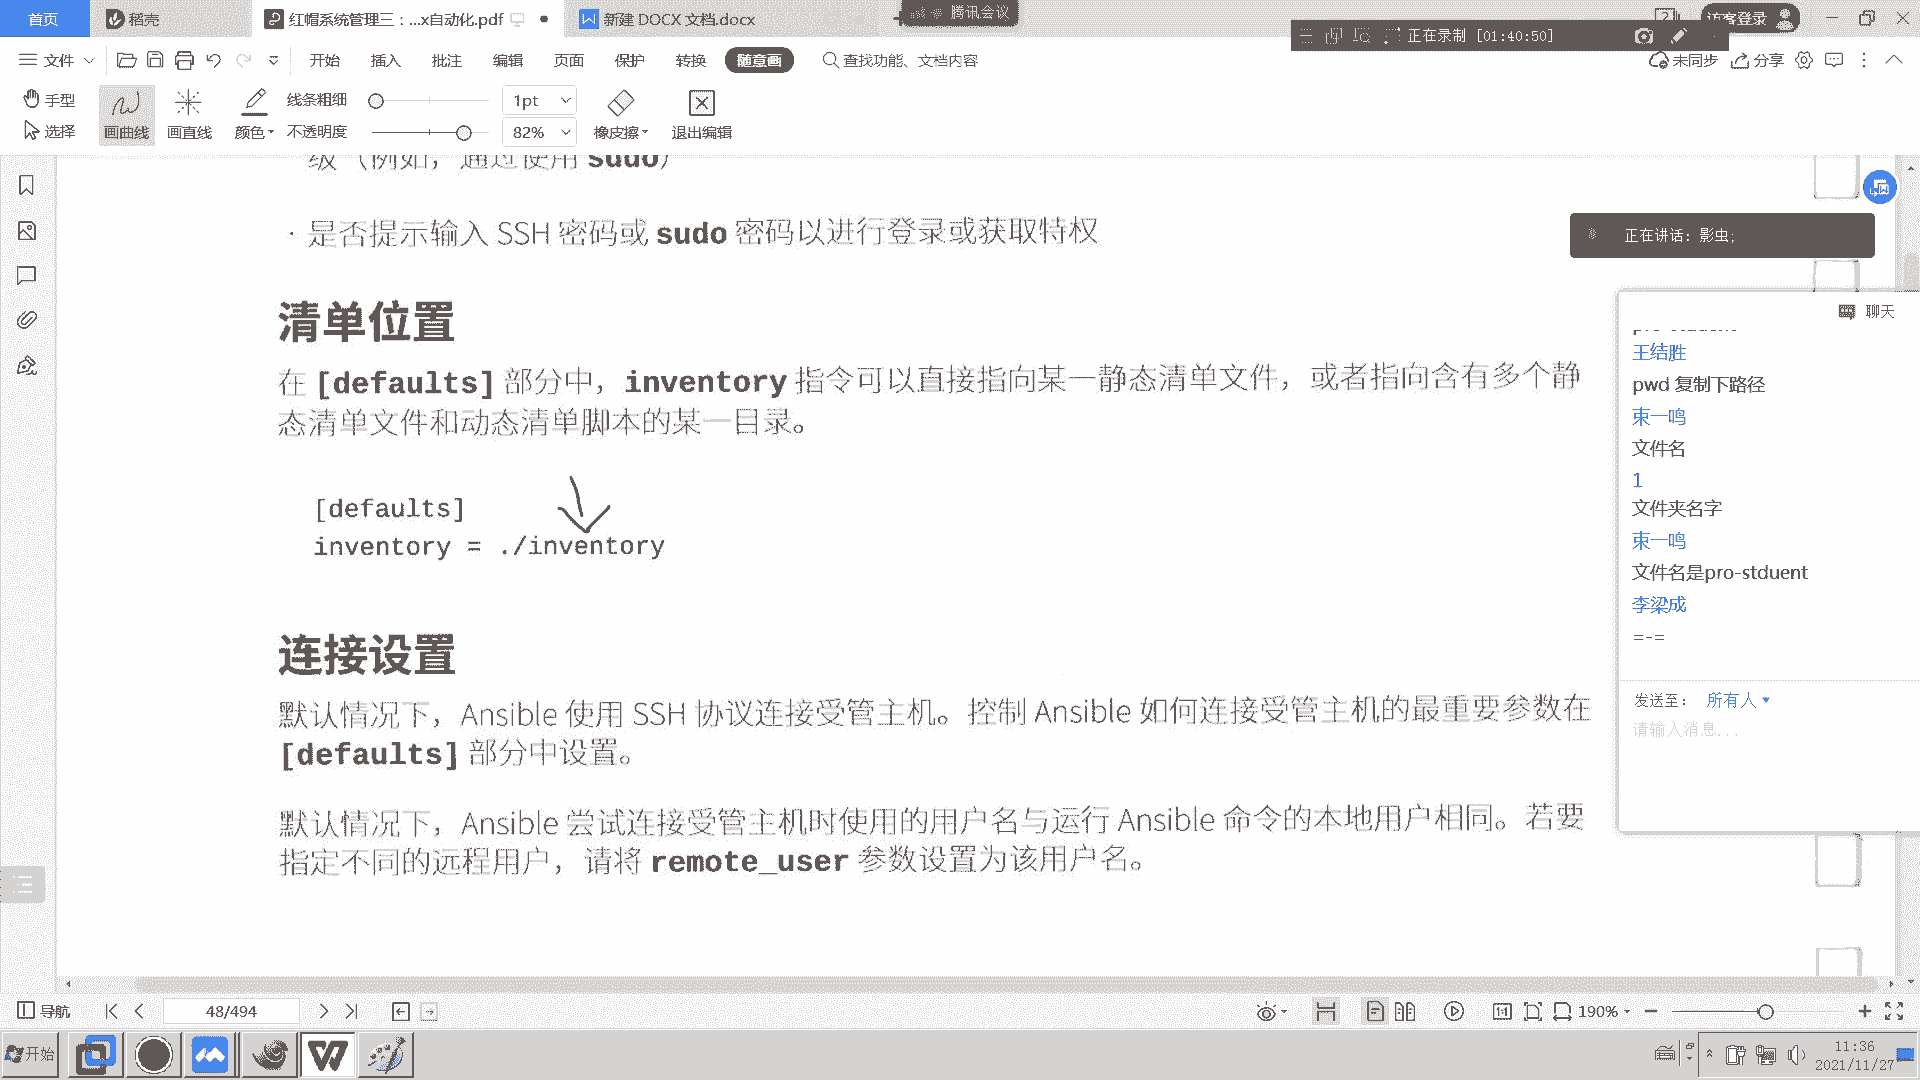 首页
稻壳
红帽系统管理三：...x自动化.pdf
新建 DOCX 文档.docx
腾讯会议
访客登录
正在录制 [01:40:50]
文件
开始
插入
批注
编辑
页面
保护
转换
随意画
查找功能、文档内容
未同步
分享
手型
选择
画曲线
画直线
颜色
线条粗细
1pt
不透明度
82%
橡皮擦
退出编辑
级（例如，通过使用 sudo）
· 是否提示输入 SSH 密码或 sudo 密码以进行登录或获取特权
清单位置
在 [defaults] 部分中，inventory 指令可以直接指向某一静态清单文件，或者指向含有多个静
态清单文件和动态清单脚本的某一目录。
[defaults]
inventory = ./inventory
连接设置
默认情况下，Ansible 使用 SSH 协议连接受管主机。控制 Ansible 如何连接受管主机的最重要参数在
[defaults] 部分中设置。
默认情况下，Ansible 尝试连接受管主机时使用的用户名与运行 Ansible 命令的本地用户相同。若要
指定不同的远程用户，请将 remote_user 参数设置为该用户名。
正在讲话：影虫;
聊天
王结胜
pwd 复制下路径
束一鸣
文件名
1
文件夹名字
束一鸣
文件名是pro-stduent
李梁成
=-=
发送至：
所有人
请输入消息...
导航
48/494
190%
开始
11:36
2021/11/27